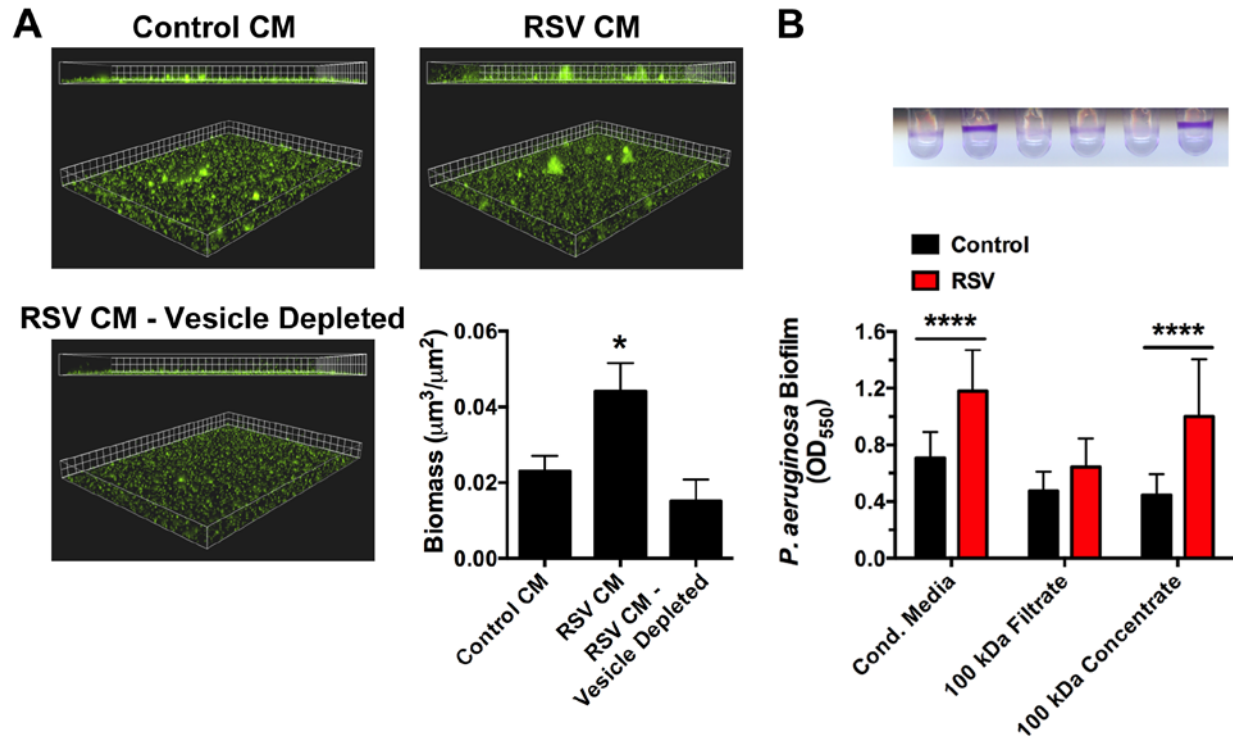 A
Control CM
RSV CM
RSV CM - Vesicle Depleted
Biomass (μm³/μm²)
0.06
0.04
0.02
0.00
*
Control CM
RSV CM
RSV CM -
Vesicle Depleted
B
Control
RSV
P. aeruginosa Biofilm
(OD₅₅₀)
1.6
1.2
0.8
0.4
0.0
****
****
Cond. Media
100 kDa Filtrate
100 kDa Concentrate